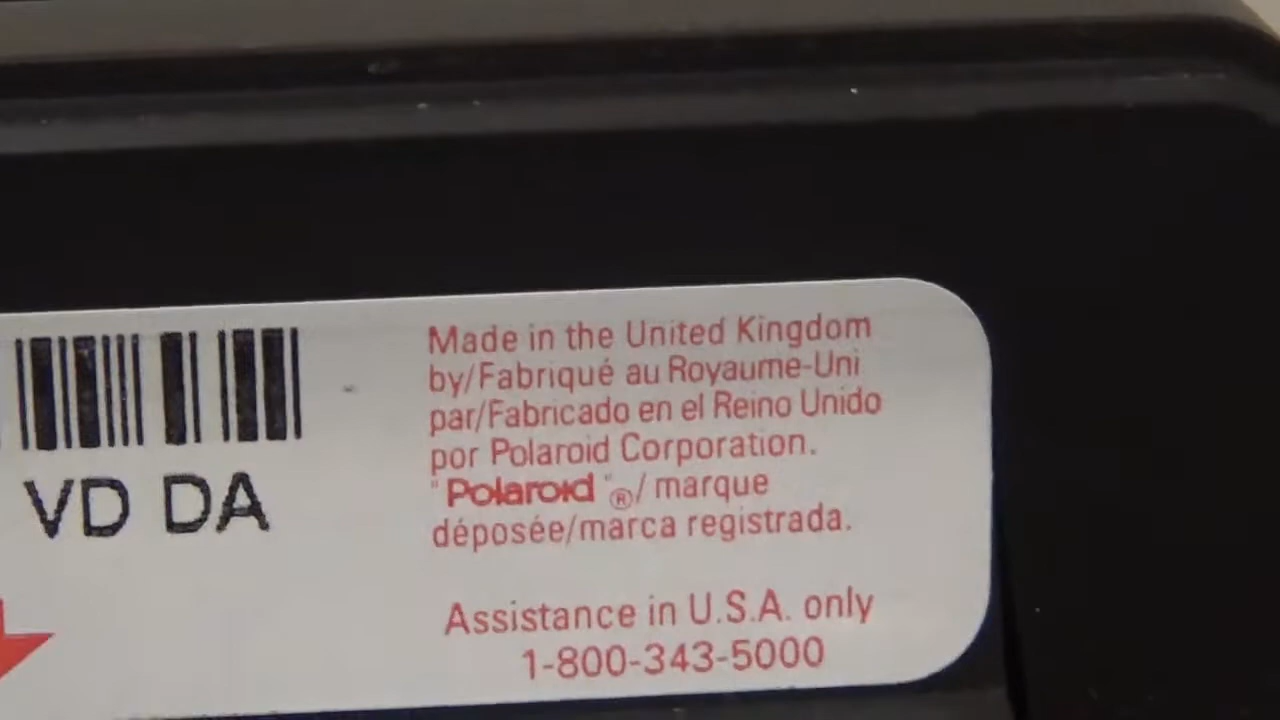 VD DA
Made in the United Kingdom
by/Fabriqué au Royaume-Uni
par/Fabricado en el Reino Unido
por Polaroid Corporation.
"Polaroid"®/marque
déposée/marca registrada.
Assistance in U.S.A. only
1-800-343-5000